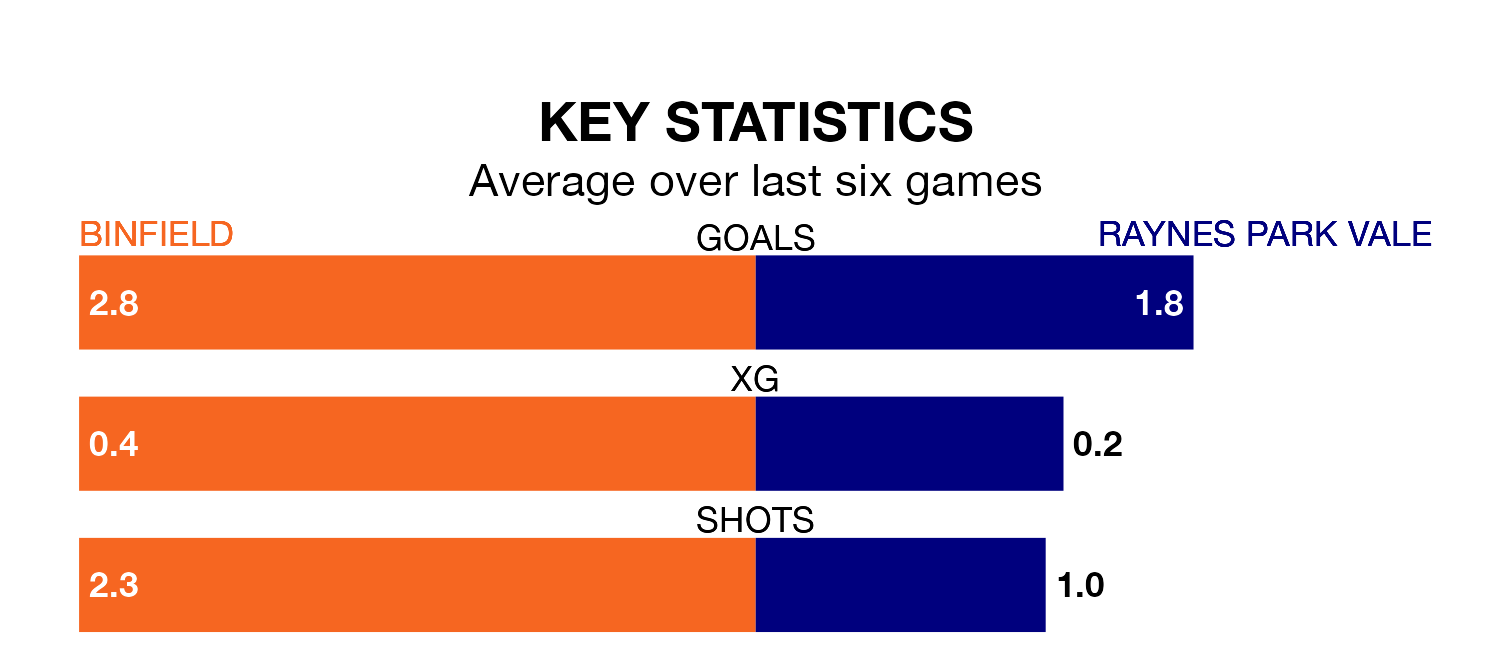 KEY STATISTICS
Average over last six games
BINFIELD
GOALS
RAYNES PARK VALE
2.8
1.8
XG
0.4
0.2
SHOTS
2.3
1.0